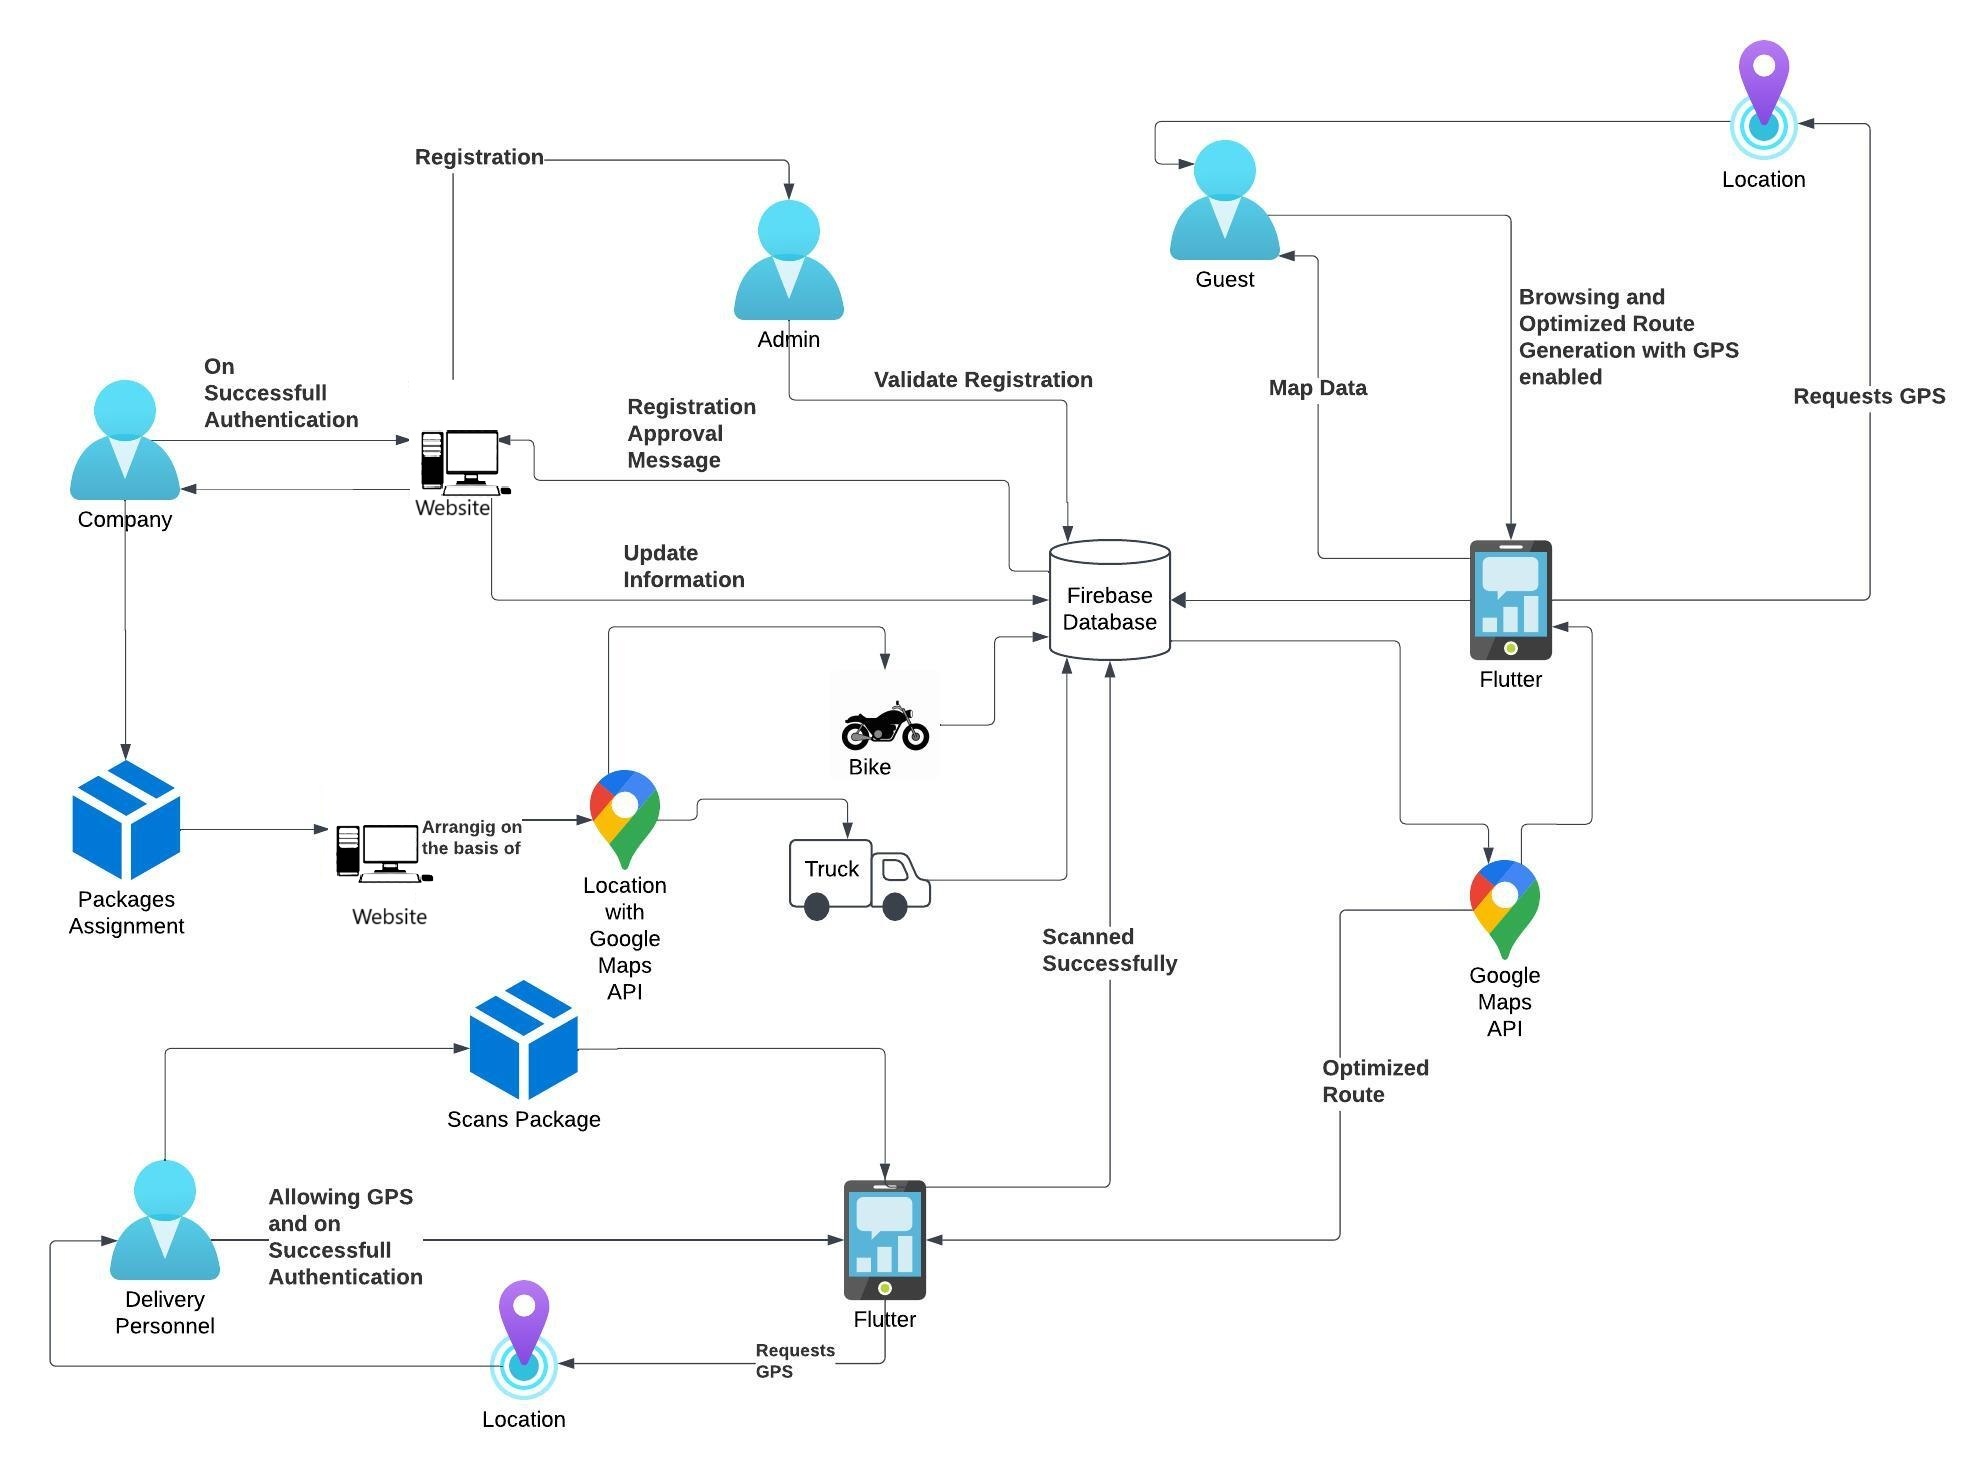 Location
Registration
Guest
Admin
Browsing and
Optimized Route
Generation with GPS
enabled
On
Successfull
Authentication
Validate Registration
Map Data
Requests GPS
Registration
Approval
Message
Website
Company
Update
Information
Firebase
Database
Flutter
Bike
Arrangig on
the basis of
Truck
Packages
Assignment
Website
Location
with
Google
Maps
API
Scanned
Successfully
Google
Maps
API
Optimized
Route
Scans Package
Allowing GPS
and on
Successfull
Authentication
Delivery
Personnel
Flutter
Requests
GPS
Location